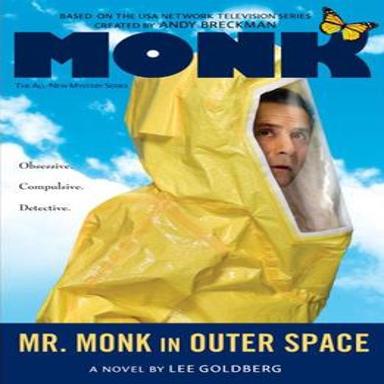 BASED ON THE USA NETWORK TELEVISION SERIES
CREATED BY ANDY BRECKMAN
MONK
THE ALL-NEW MYSTERY SERIES
Obsessive.
Compulsive.
Detective.
MR. MONK IN OUTER SPACE
A NOVEL BY LEE GOLDBERG